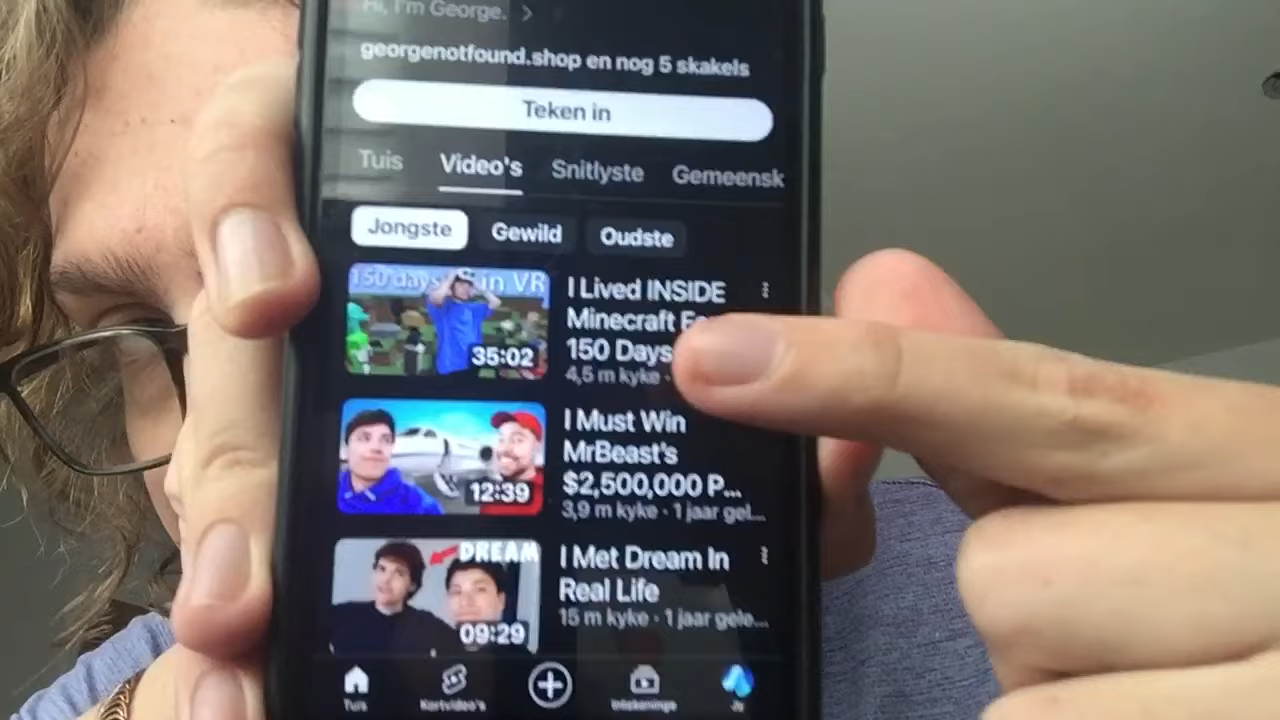 Hi, I'm George.
georgenotfound.shop en nog 5 skakels
Teken in
Tuis Video's Snitlyste Gemeensk
Jongste Gewild Oudste
150 days in VR
35:02
I Lived INSIDE
Minecraft
150 Days
4,5 m kyke ·
12:39
I Must Win
MrBeast's
$2,500,000 P...
3,9 m kyke · 1 jaar gel...
DREAM
09:29
I Met Dream In
Real Life
15 m kyke · 1 jaar gele...
Tuis Kortvideo's Intekeninge Jy